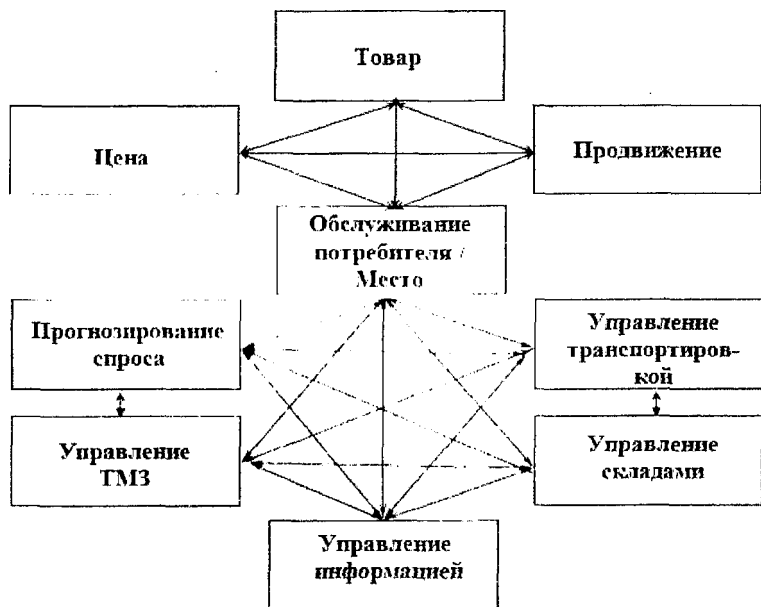 Товар
Цена
Продвижение
Обслуживание
потребителя /
Место
Прогнозирование
спроса
Управление
транспортиров-
кой
Управление
ТМЗ
Управление
складами
Управление
информацией